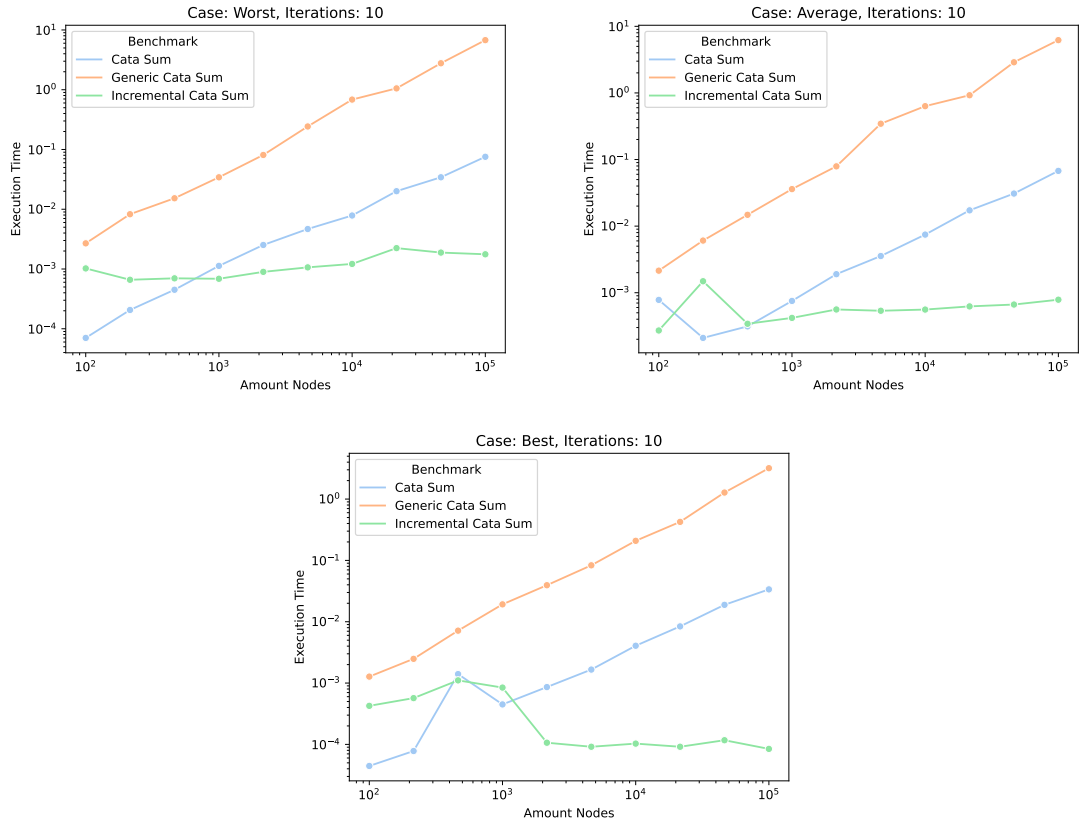 Case: Worst, Iterations: 10
Benchmark
Cata Sum
Generic Cata Sum
Incremental Cata Sum
Execution Time
10^1
10^0
10^-1
10^-2
10^-3
10^-4
10^2
10^3
10^4
10^5
Amount Nodes
Case: Average, Iterations: 10
Benchmark
Cata Sum
Generic Cata Sum
Incremental Cata Sum
Execution Time
10^1
10^0
10^-1
10^-2
10^-3
10^2
10^3
10^4
10^5
Amount Nodes
Case: Best, Iterations: 10
Benchmark
Cata Sum
Generic Cata Sum
Incremental Cata Sum
Execution Time
10^0
10^-1
10^-2
10^-3
10^-4
10^2
10^3
10^4
10^5
Amount Nodes